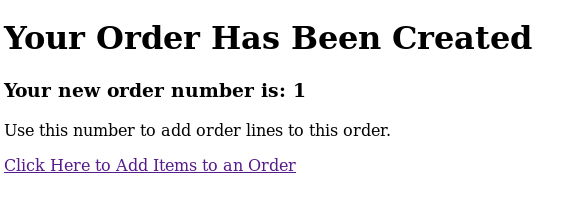 Your Order Has Been Created
Your new order number is: 1
Use this number to add order lines to this order.
Click Here to Add Items to an Order